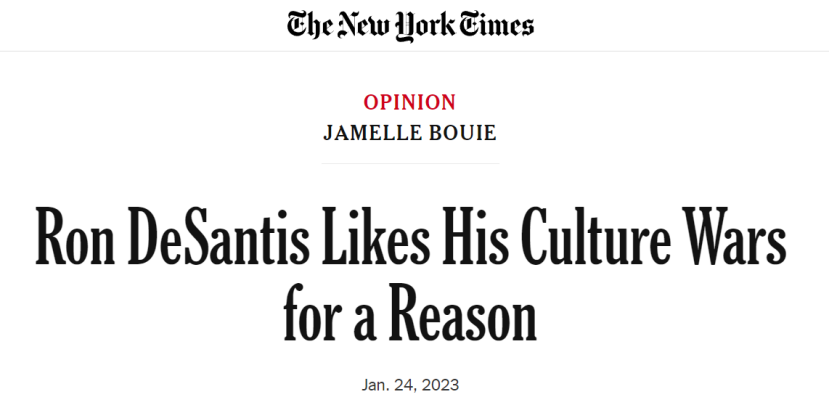 The New York Times
OPINION
JAMELLE BOUIE
Ron DeSantis Likes His Culture Wars
for a Reason
Jan. 24, 2023